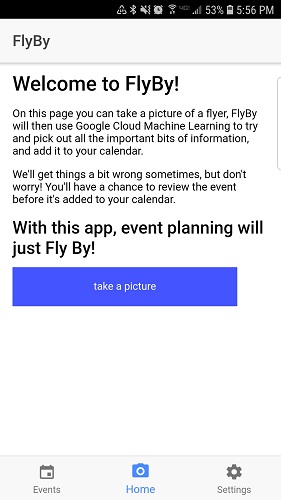 53% 5:56 PM
FlyBy
Welcome to FlyBy!
On this page you can take a picture of a flyer, FlyBy
will then use Google Cloud Machine Learning to try
and pick out all the important bits of information,
and add it to your calendar.
We'll get things a bit wrong sometimes, but don't
worry! You'll have a chance to review the event
before it's added to your calendar.
With this app, event planning will
just Fly By!
take a picture
Events Home Settings